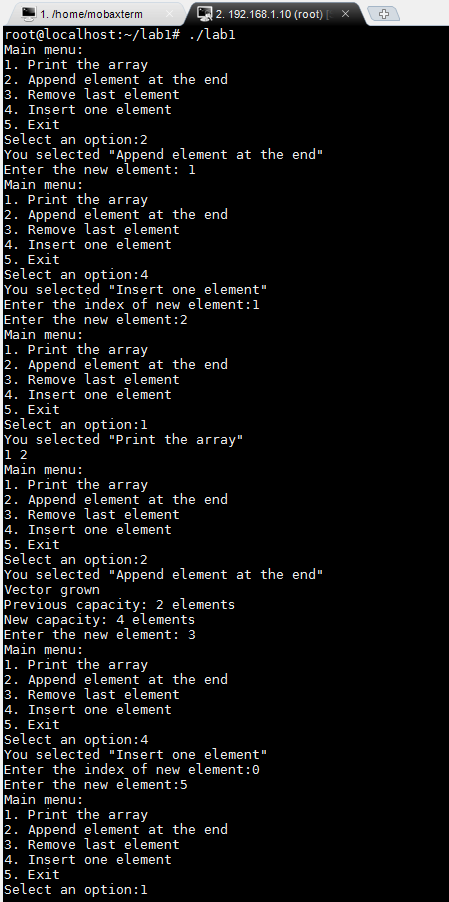 1. /home/mobaxterm
2. 192.168.1.10 (root)
root@localhost:~/lab1# ./lab1
Main menu:
1. Print the array
2. Append element at the end
3. Remove last element
4. Insert one element
5. Exit
Select an option:2
You selected "Append element at the end"
Enter the new element: 1
Main menu:
1. Print the array
2. Append element at the end
3. Remove last element
4. Insert one element
5. Exit
Select an option:4
You selected "Insert one element"
Enter the index of new element:1
Enter the new element:2
Main menu:
1. Print the array
2. Append element at the end
3. Remove last element
4. Insert one element
5. Exit
Select an option:1
You selected "Print the array"
1 2
Main menu:
1. Print the array
2. Append element at the end
3. Remove last element
4. Insert one element
5. Exit
Select an option:2
You selected "Append element at the end"
Vector grown
Previous capacity: 2 elements
New capacity: 4 elements
Enter the new element: 3
Main menu:
1. Print the array
2. Append element at the end
3. Remove last element
4. Insert one element
5. Exit
Select an option:4
You selected "Insert one element"
Enter the index of new element:0
Enter the new element:5
Main menu:
1. Print the array
2. Append element at the end
3. Remove last element
4. Insert one element
5. Exit
Select an option:1